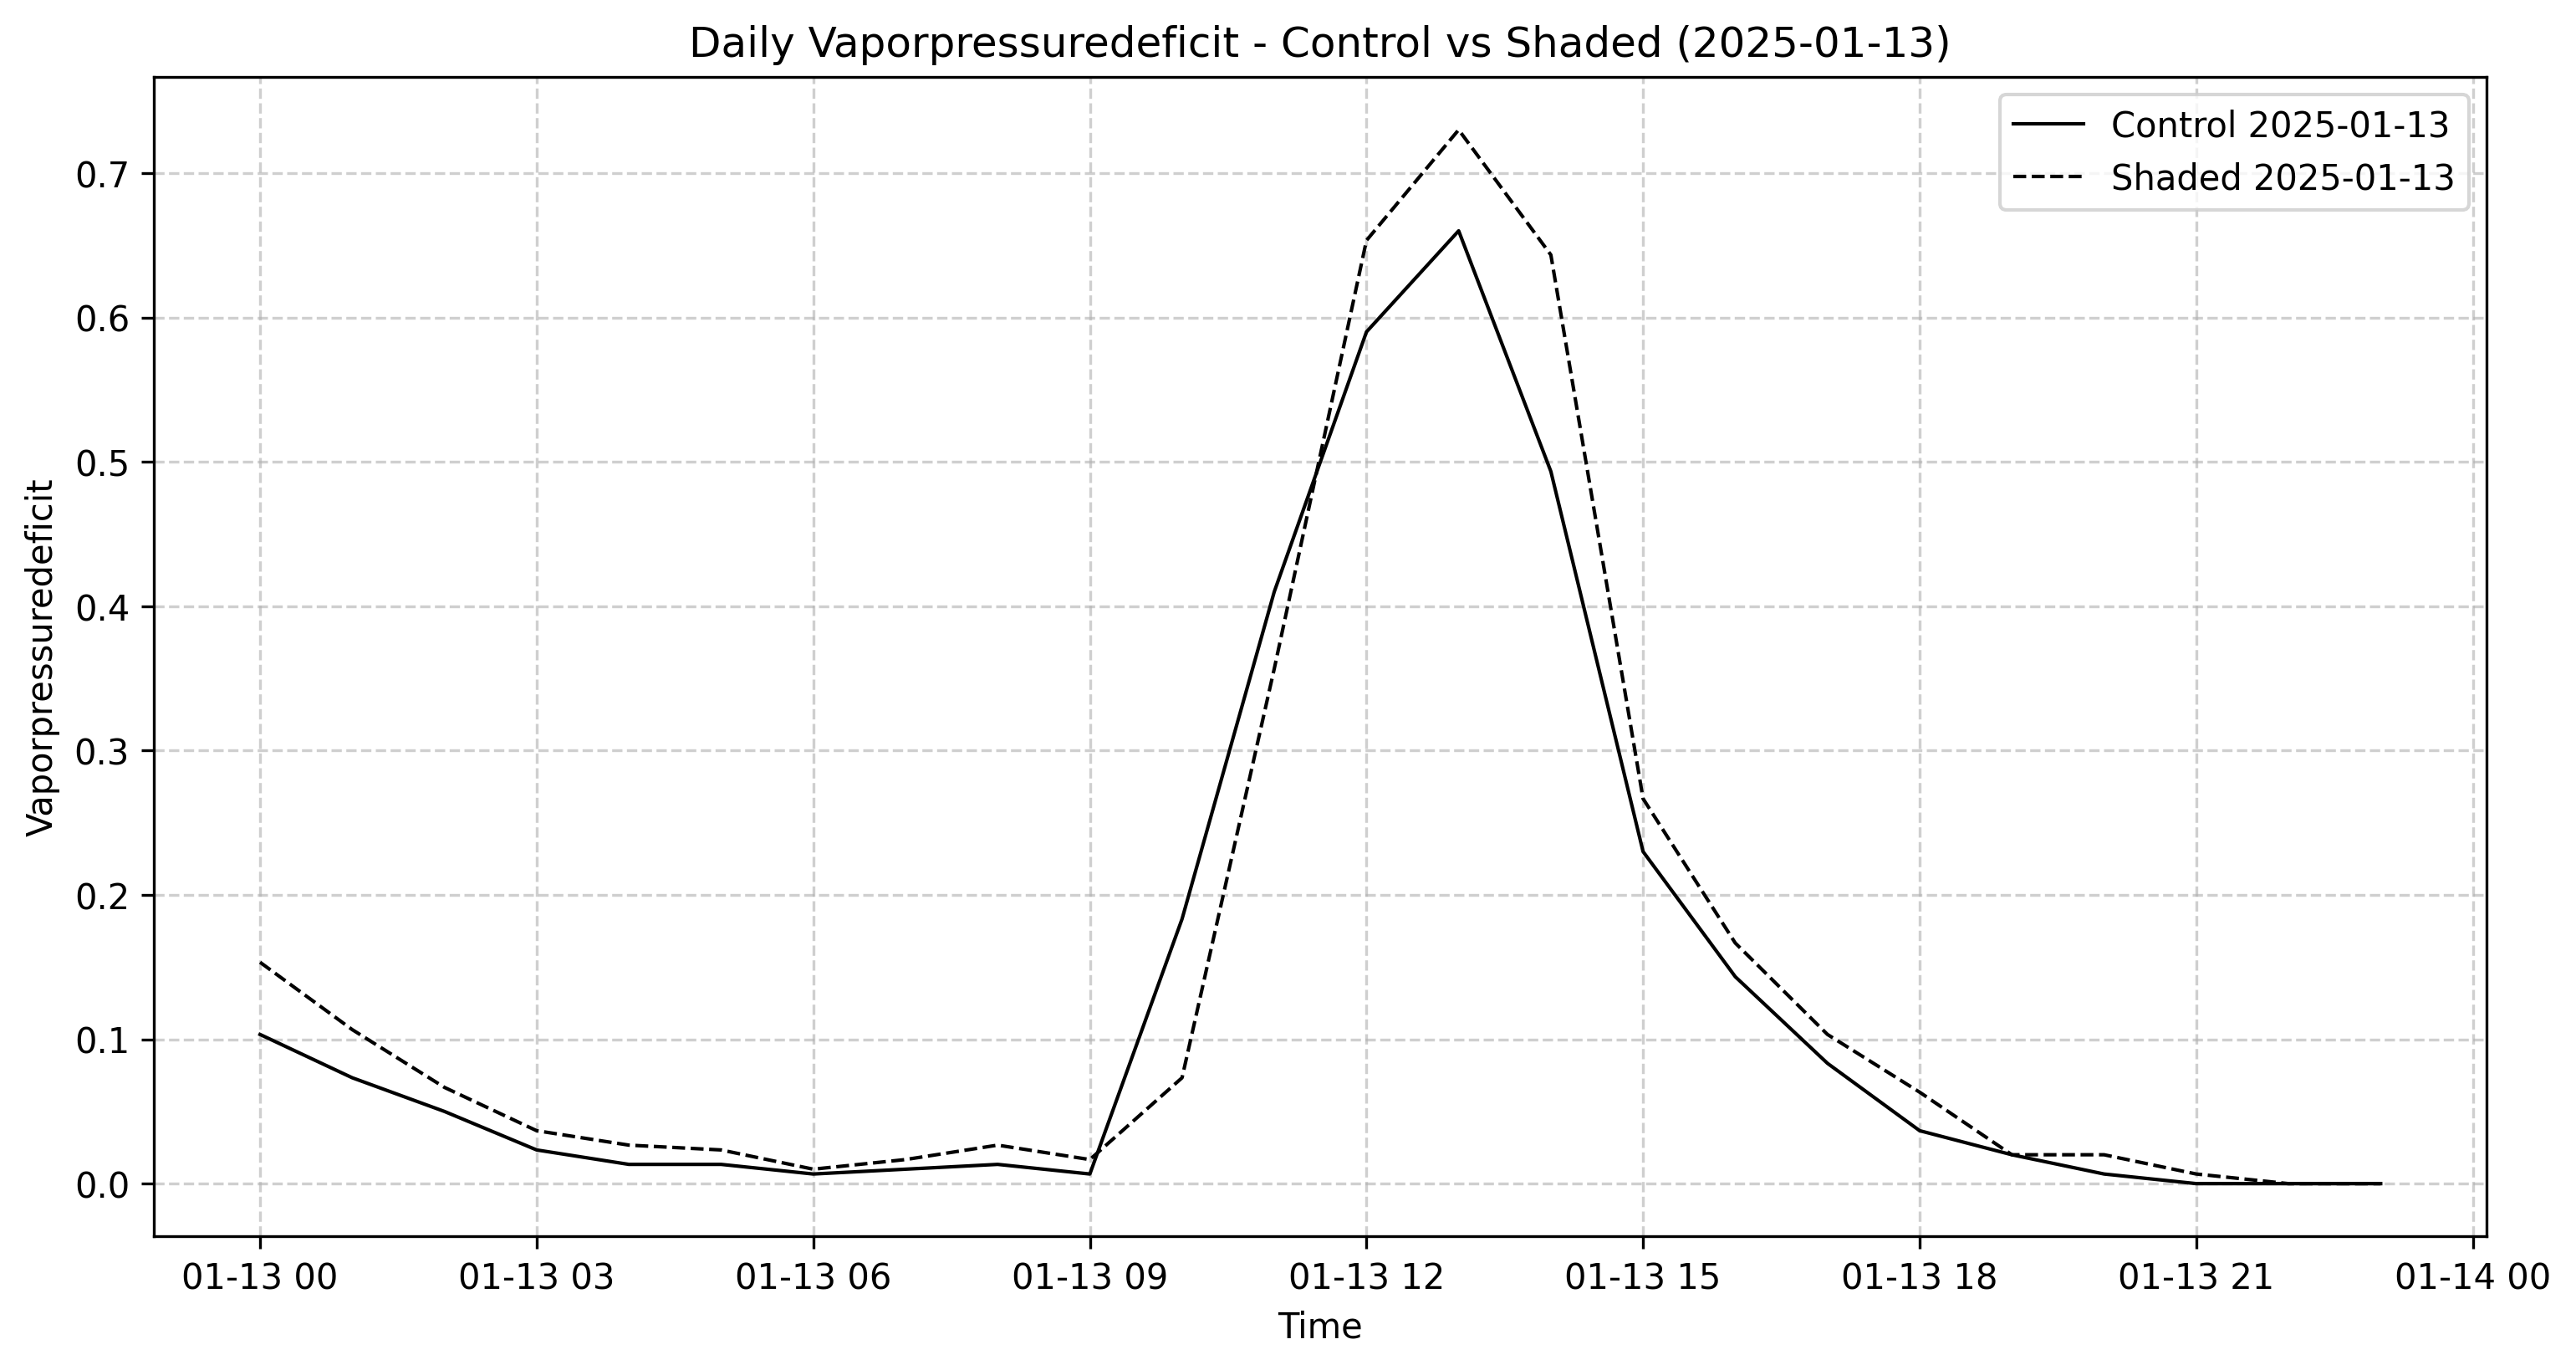 Daily Vaporpressuredeficit - Control vs Shaded (2025-01-13)
Control 2025-01-13
Shaded 2025-01-13
Vaporpressuredeficit
0.7
0.6
0.5
0.4
0.3
0.2
0.1
0.0
01-13 00 01-13 03 01-13 06 01-13 09 01-13 12 01-13 15 01-13 18 01-13 21 01-14 00
Time